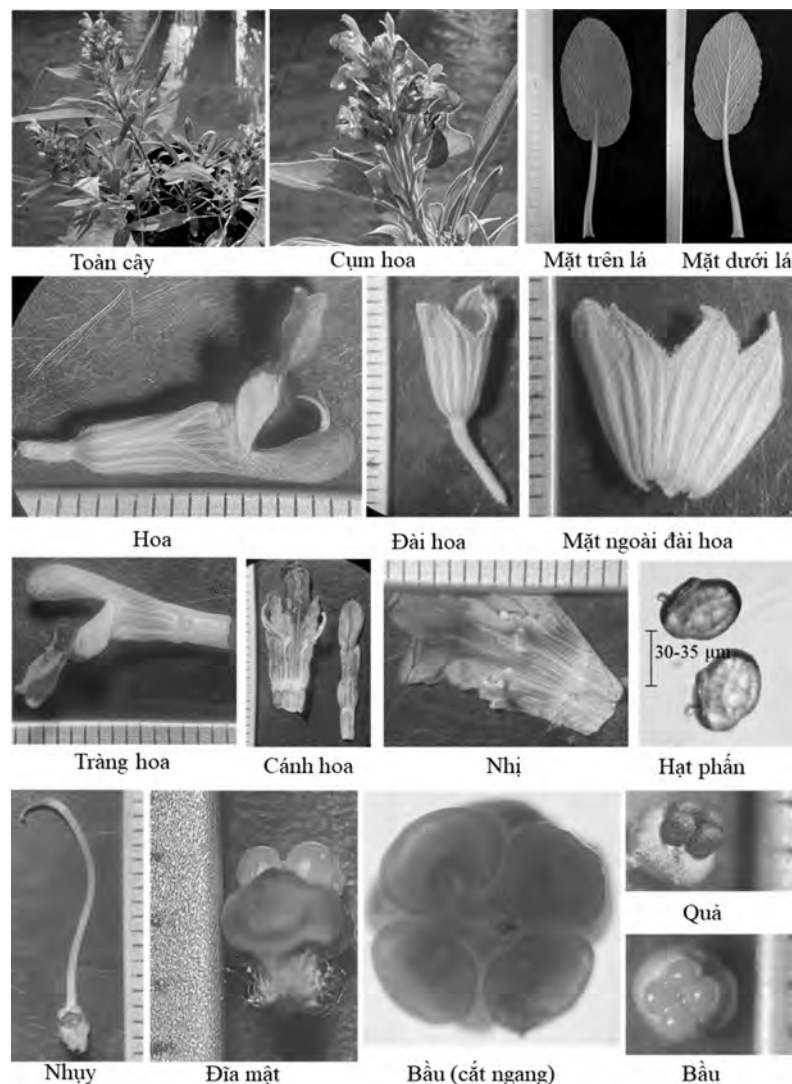 Toàn cây
Cụm hoa
Mặt trên lá
Mặt dưới lá
Hoa
Đài hoa
Mặt ngoài đài hoa
30-35 µm
Tràng hoa
Cánh hoa
Nhị
Hạt phấn
Quả
Nhụy
Đĩa mật
Bầu (cắt ngang)
Bầu